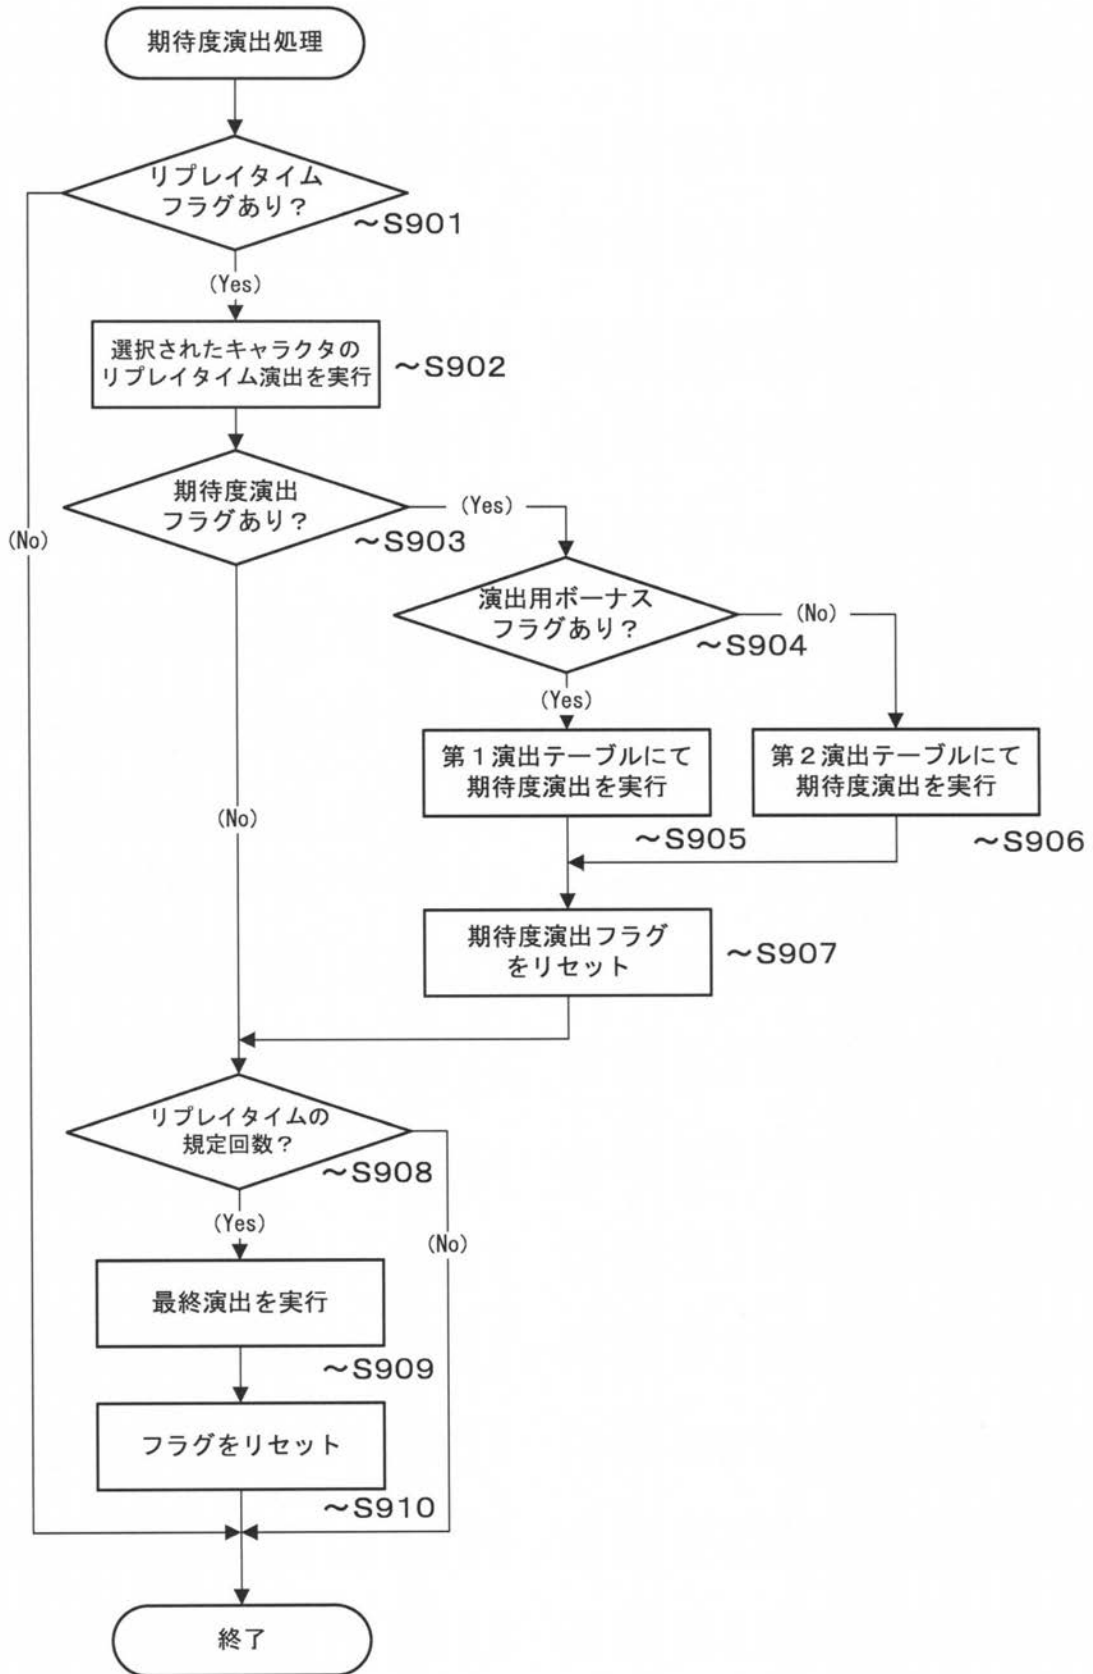 期待度演出処理
リプレイタイム
フラグあり？
～S901
(Yes)
選択されたキャラクタの
リプレイタイム演出を実行
～S902
期待度演出
フラグあり？
～S903
(Yes)
(No)
演出用ボーナス
フラグあり？
～S904
(No)
(Yes)
第１演出テーブルにて
期待度演出を実行
～S905
第２演出テーブルにて
期待度演出を実行
～S906
(No)
期待度演出フラグ
をリセット
～S907
リプレイタイムの
規定回数？
～S908
(Yes)
(No)
最終演出を実行
～S909
フラグをリセット
～S910
終了